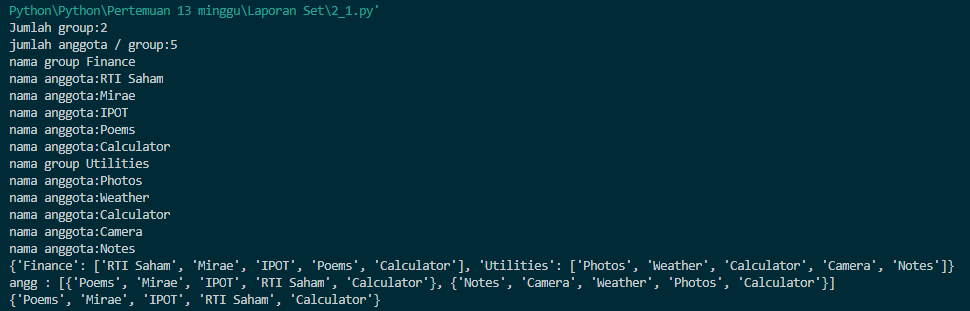 Python\Python\Pertemuan 13 minggu\Laporan Set\2_1.py'
Jumlah group:2
jumlah anggota / group:5
nama group Finance
nama anggota:RTI Saham
nama anggota:Mirae
nama anggota:IPOT
nama anggota:Poems
nama anggota:Calculator
nama group Utilities
nama anggota:Photos
nama anggota:Weather
nama anggota:Calculator
nama anggota:Camera
nama anggota:Notes
{'Finance': ['RTI Saham', 'Mirae', 'IPOT', 'Poems', 'Calculator'], 'Utilities': ['Photos', 'Weather', 'Calculator', 'Camera', 'Notes']}
angg : [{'Poems', 'Mirae', 'IPOT', 'RTI Saham', 'Calculator'}, {'Notes', 'Camera', 'Weather', 'Photos', 'Calculator'}]
{'Poems', 'Mirae', 'IPOT', 'RTI Saham', 'Calculator'}